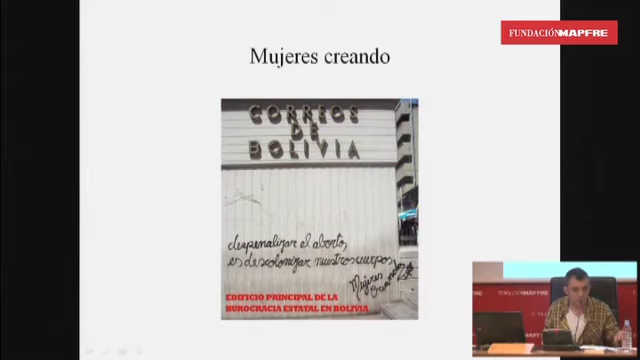 FUNDACIÓNMAPFRE
Mujeres creando
CORREOS
DE
BOLIVIA
despenalizar el aborto,
es descolonizar nuestros cuerpos
Mujeres
Creando
EDIFICIO PRINCIPAL DE LA
BUROCRACIA ESTATAL EN BOLIVIA
FUNDACIÓNMAPFRE